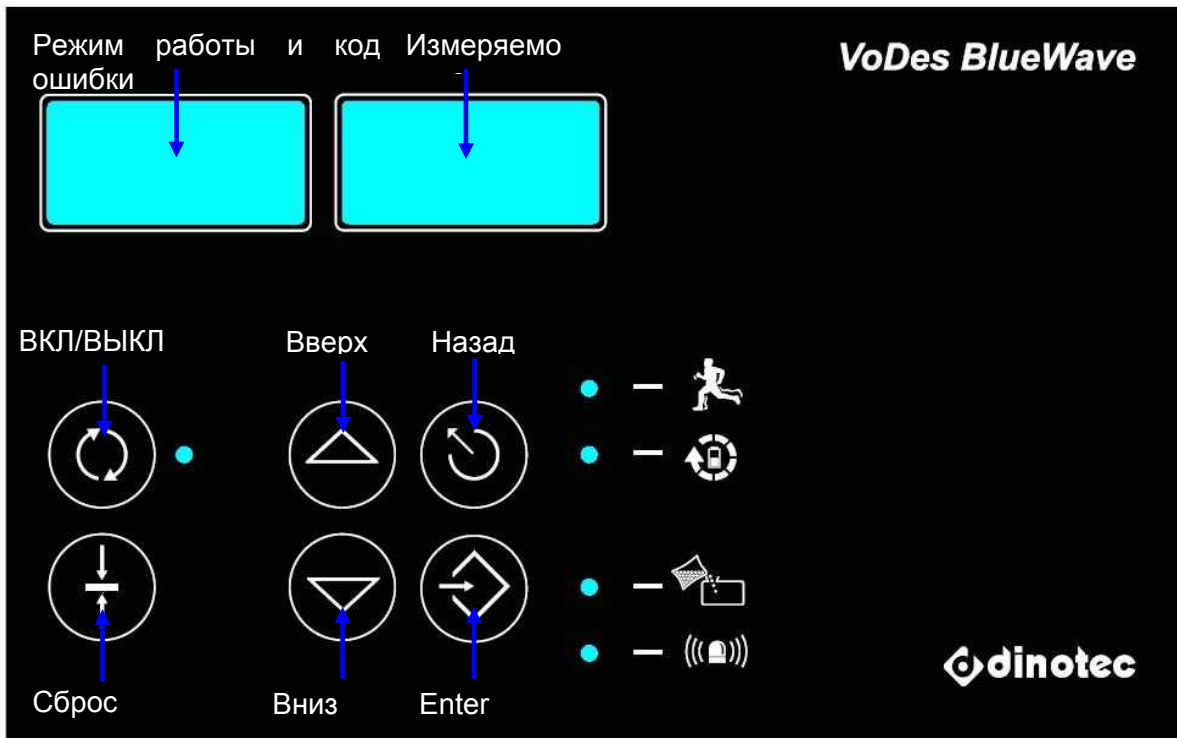 Режим работы и код
ошибки
Измеряемо
VoDes BlueWave
ВКЛ/ВЫКЛ
Вверх
Назад
Сброс
Вниз
Enter
dinotec